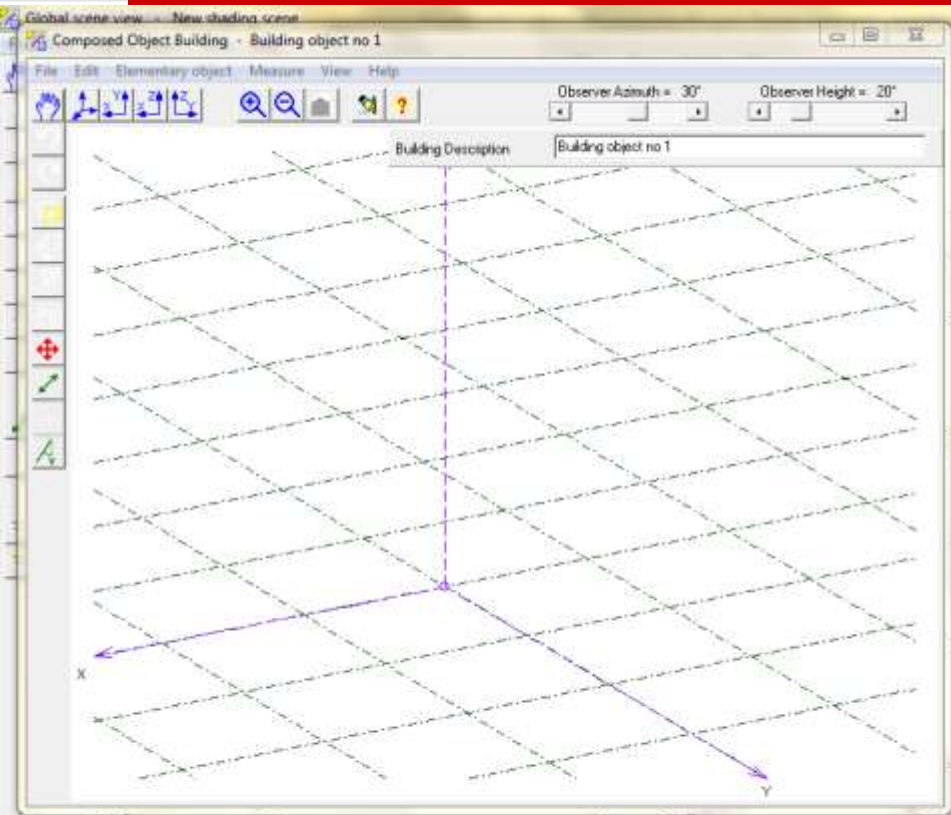 Global scene view - New shading scene
Composed Object Building - Building object no 1
File Edit Elementary object Measure View Help
Observer Azimuth = 30° Observer Height = 20°
Building Description Building object no 1
X
Y